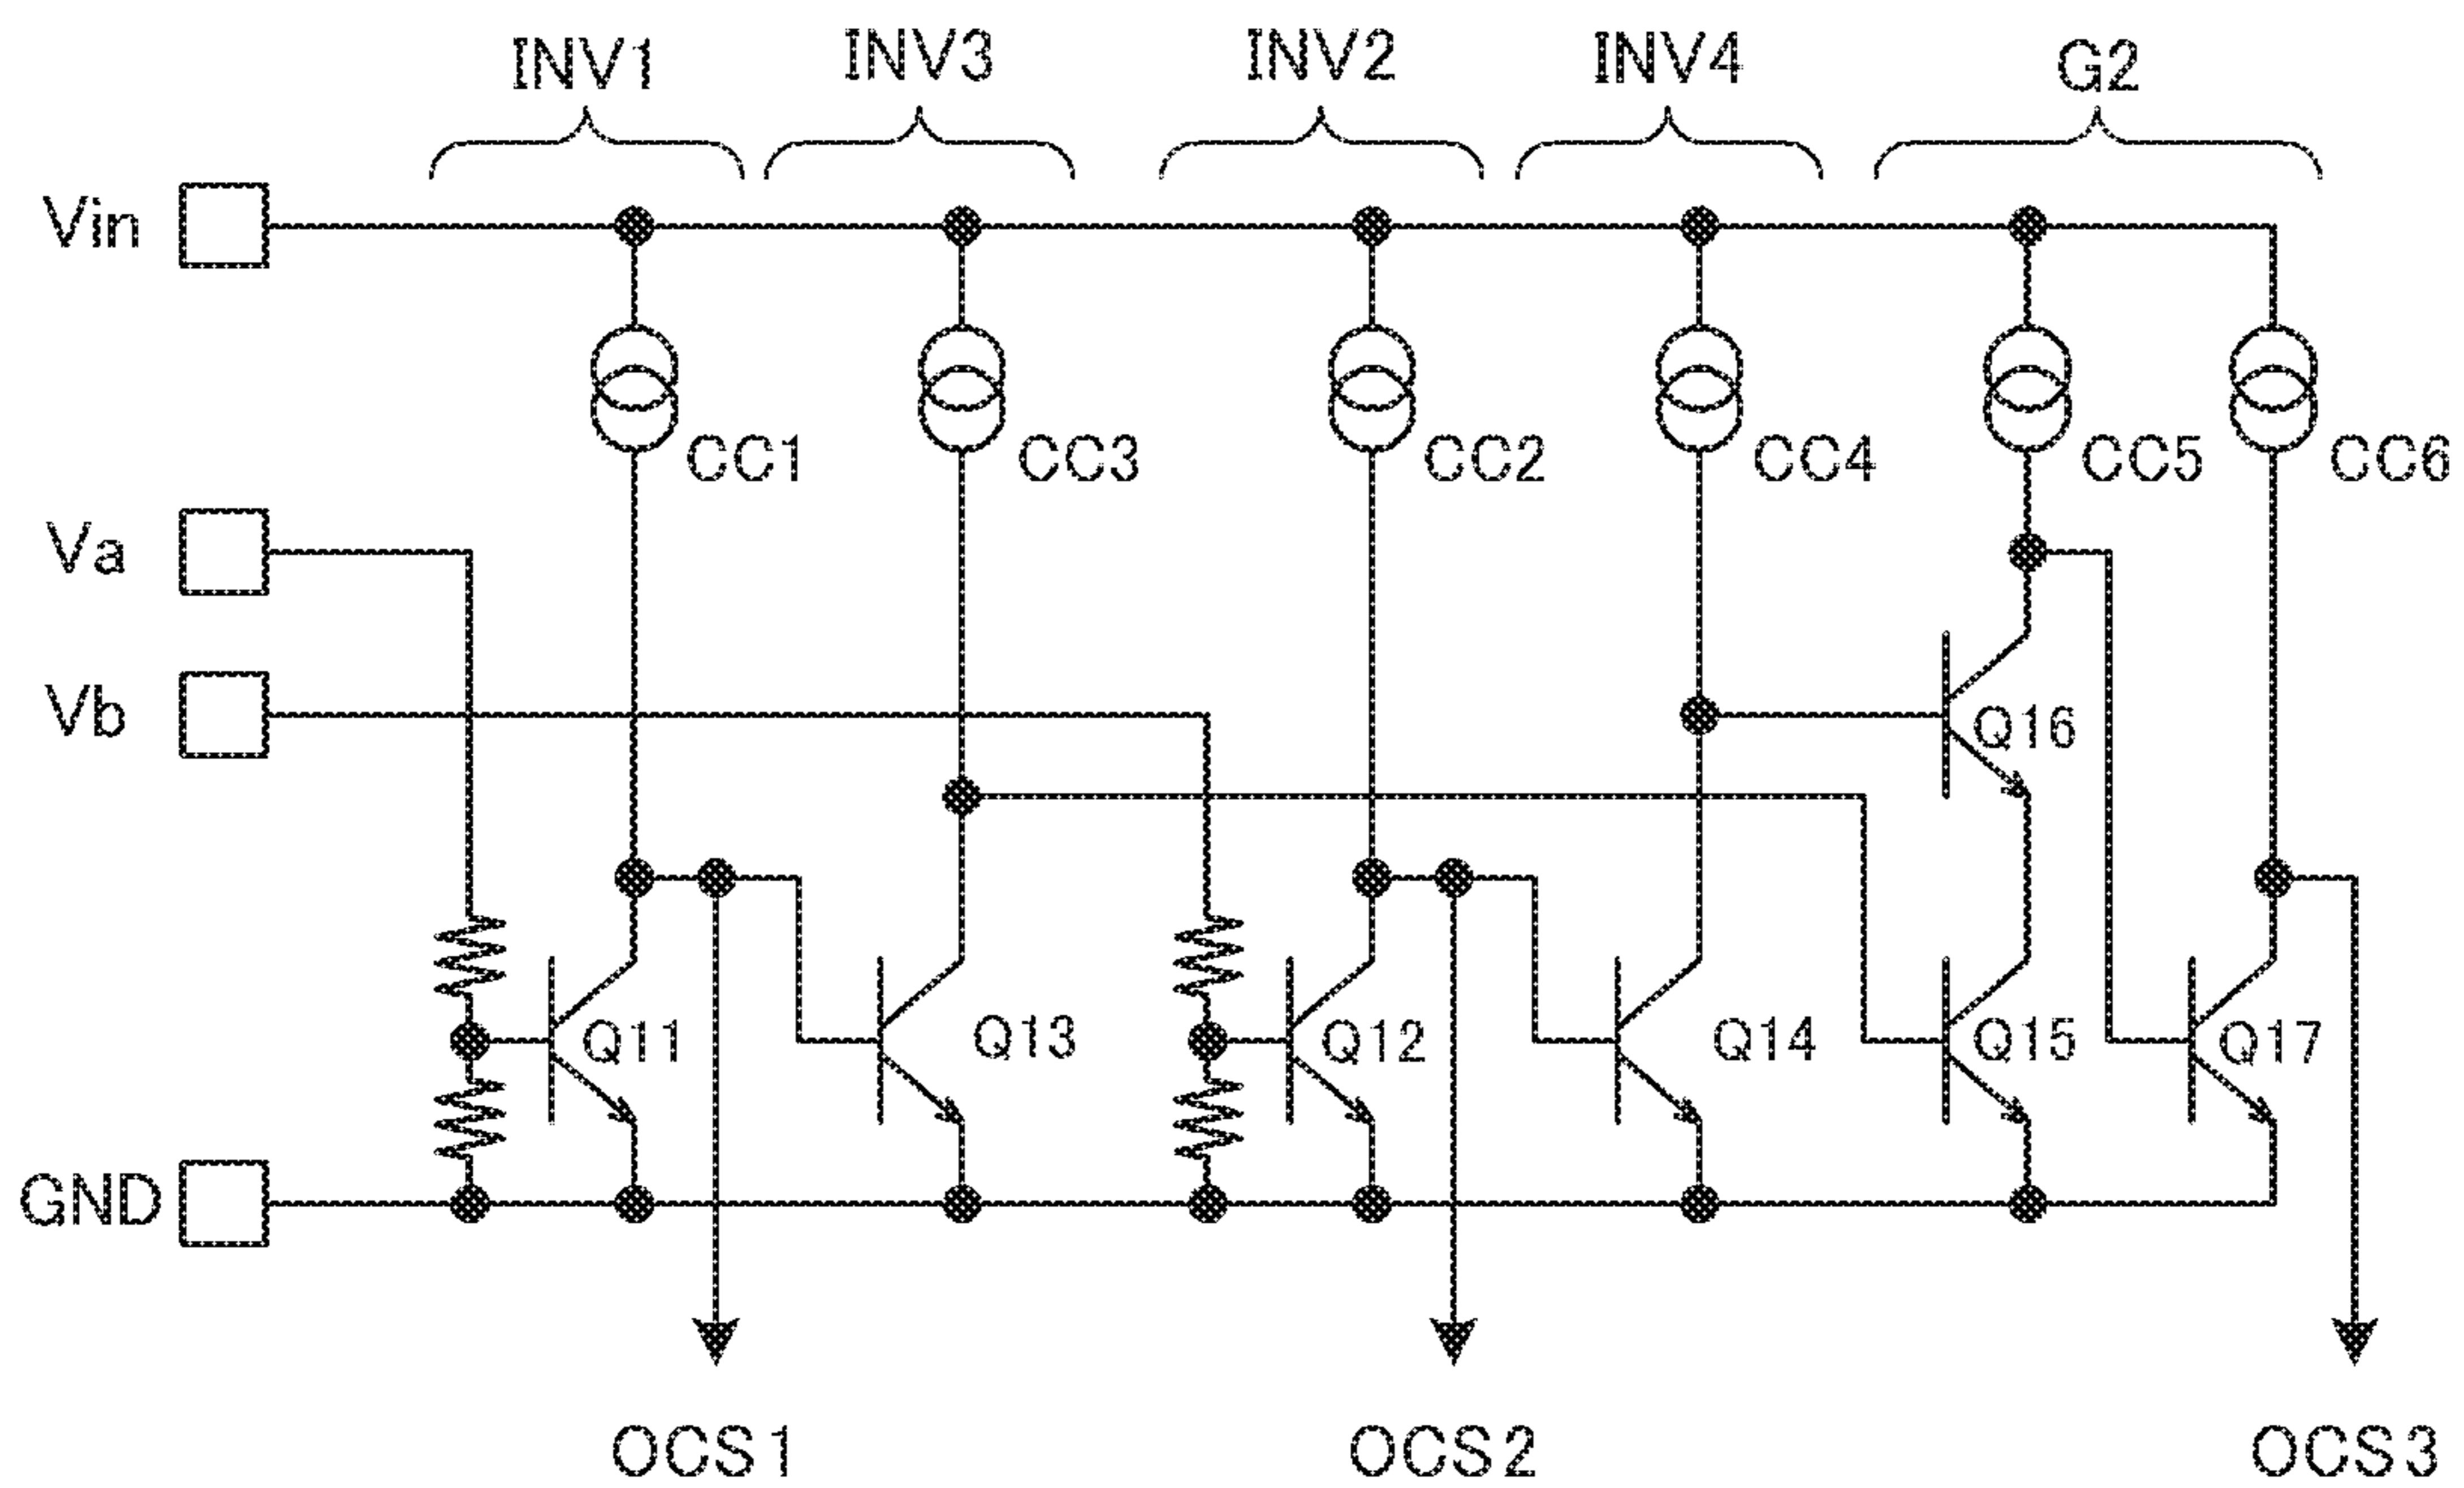 INV1 INV3 INV2 INV4 G2
Vin
CC1 CC3 CC2 CC4 CC5 CC6
Va
Vb
Q16
Q11 Q13 Q12 Q14 Q15 Q17
GND
OCS1 OCS2 OCS3